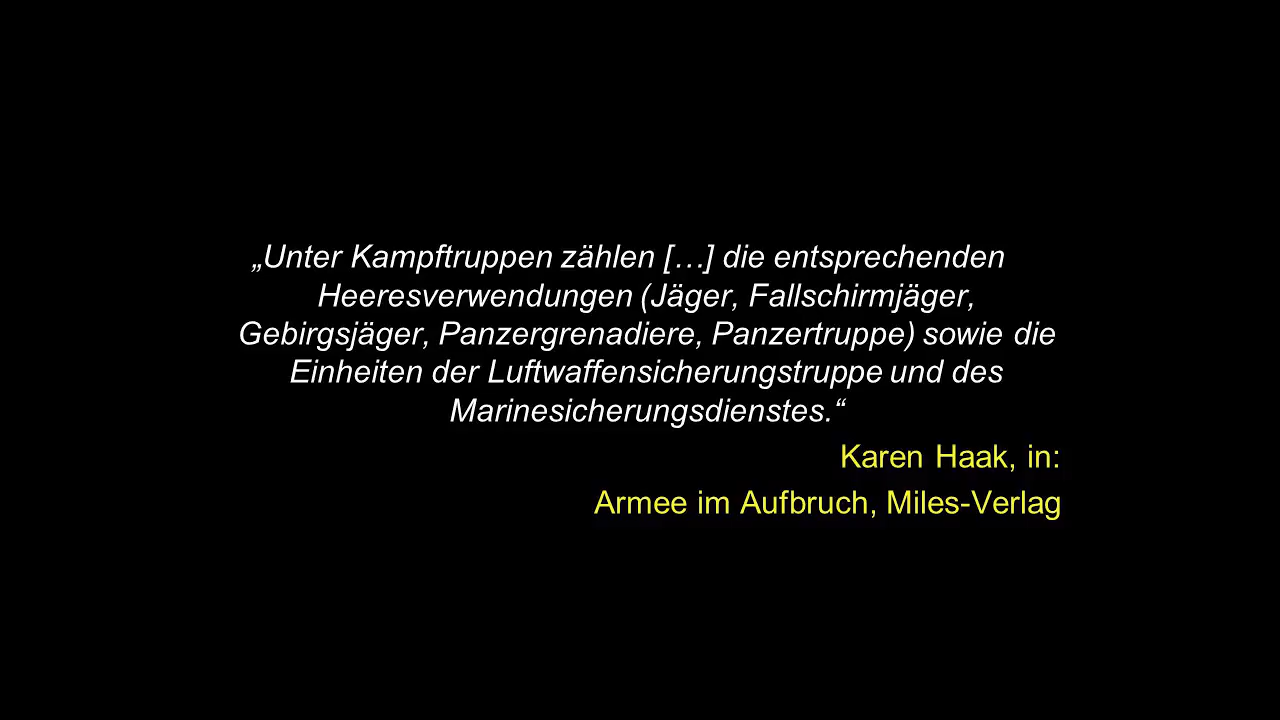 „Unter Kampftruppen zählen […] die entsprechenden
Heeresverwendungen (Jäger, Fallschirmjäger,
Gebirgsjäger, Panzergrenadiere, Panzertruppe) sowie die
Einheiten der Luftwaffensicherungstruppe und des
Marinesicherungsdienstes.“
Karen Haak, in:
Armee im Aufbruch, Miles-Verlag